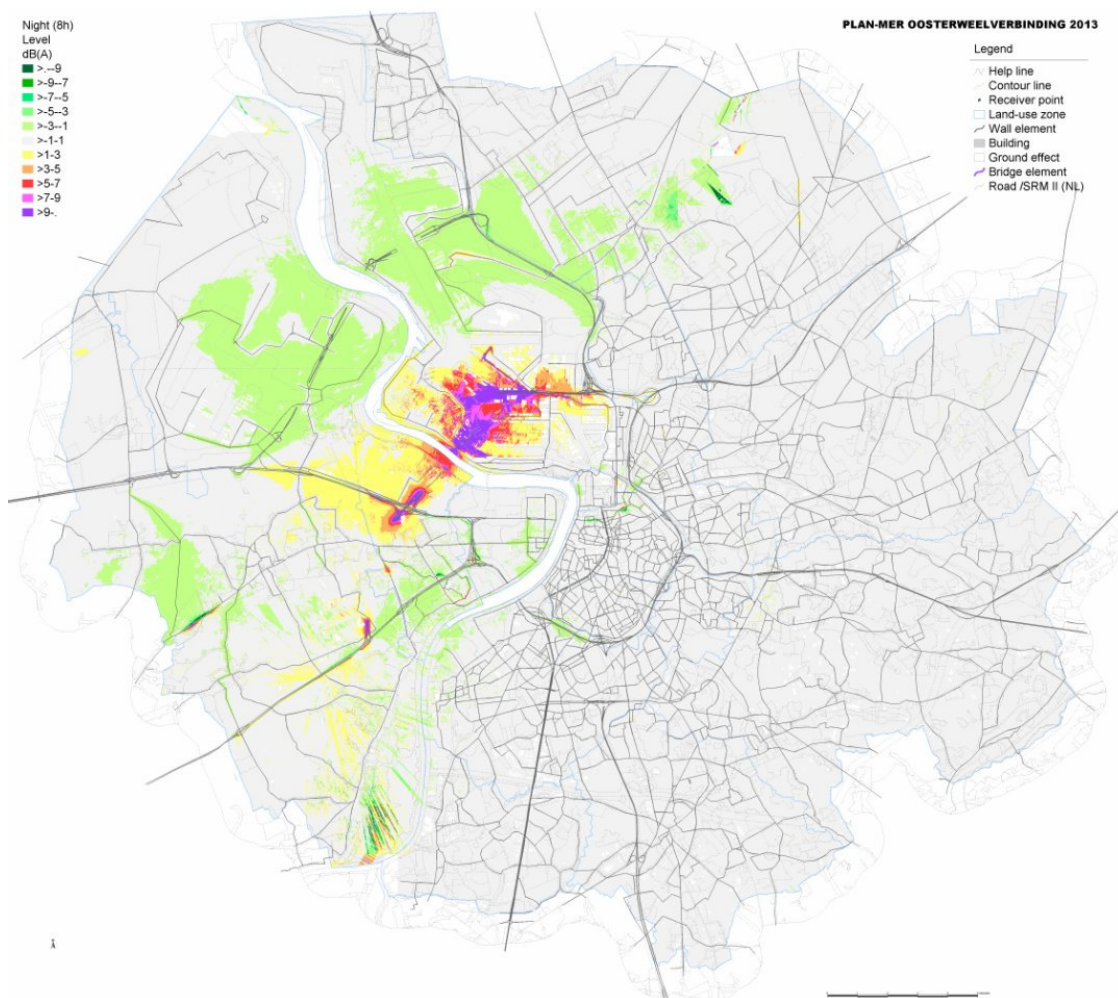 Night (8h)
Level
dB(A)
>.--9
>-9--7
>-7--5
>-5--3
>-3--1
>-1-1
>1-3
>3-5
>5-7
>7-9
>9-.
PLAN-MER OOSTERWEELVERBINDING 2013
Legend
Help line
Contour line
Receiver point
Land-use zone
Wall element
Building
Ground effect
Bridge element
Road /SRM II (NL)